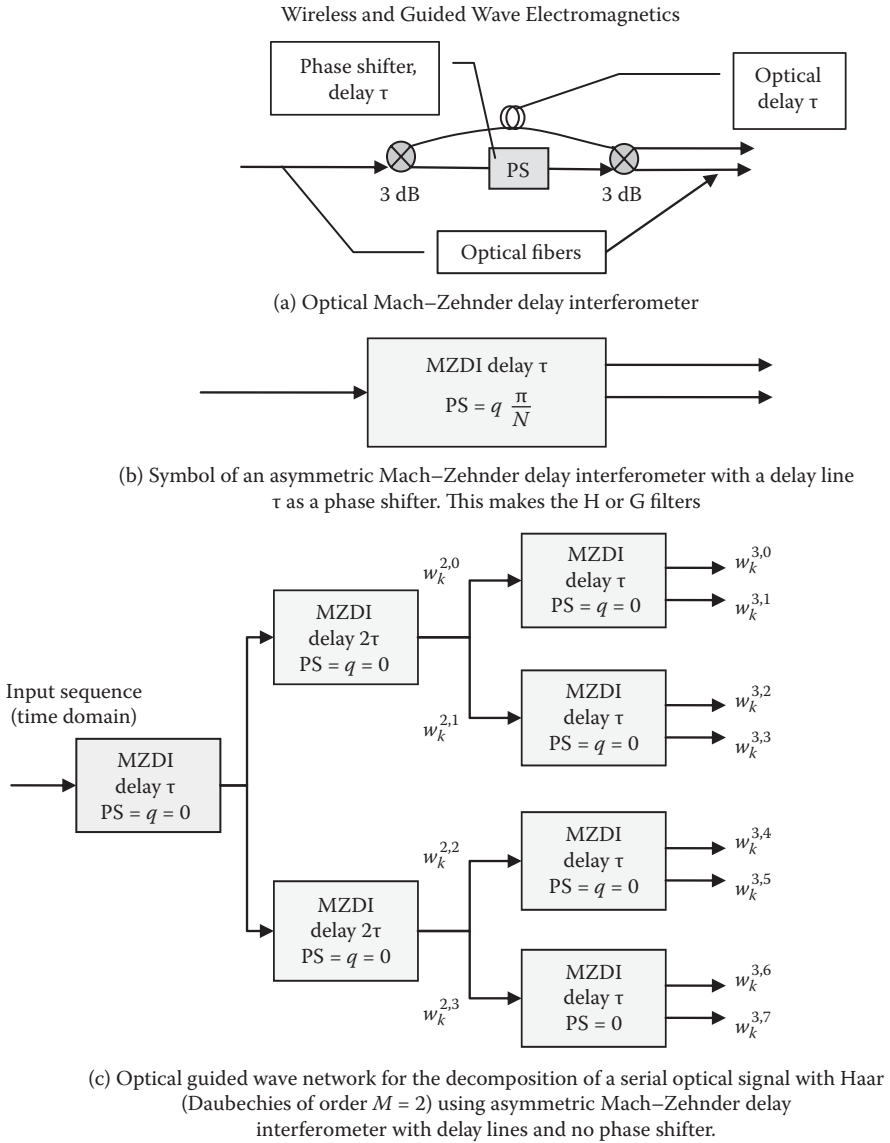 Wireless and Guided Wave Electromagnetics
Phase shifter,
delay τ
Optical
delay τ
PS
3 dB
3 dB
Optical fibers
(a) Optical Mach–Zehnder delay interferometer
MZDI delay τ
PS = q π/N
(b) Symbol of an asymmetric Mach–Zehnder delay interferometer with a delay line
τ as a phase shifter. This makes the H or G filters
Input sequence
(time domain)
MZDI
delay τ
PS = q = 0
MZDI
delay 2τ
PS = q = 0
MZDI
delay 2τ
PS = q = 0
w_k^{2,0}
w_k^{2,1}
w_k^{2,2}
w_k^{2,3}
MZDI
delay τ
PS = q = 0
w_k^{3,0}
w_k^{3,1}
MZDI
delay τ
PS = q = 0
w_k^{3,2}
w_k^{3,3}
MZDI
delay τ
PS = q = 0
w_k^{3,4}
w_k^{3,5}
MZDI
delay τ
PS = 0
w_k^{3,6}
w_k^{3,7}
(c) Optical guided wave network for the decomposition of a serial optical signal with Haar
(Daubechies of order M = 2) using asymmetric Mach–Zehnder delay
interferometer with delay lines and no phase shifter.